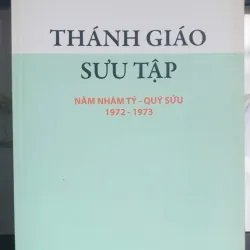 THÁNH GIÁO
SƯU TẬP
NĂM NHÂM TÝ - QUÝ SỬU
1972 - 1973